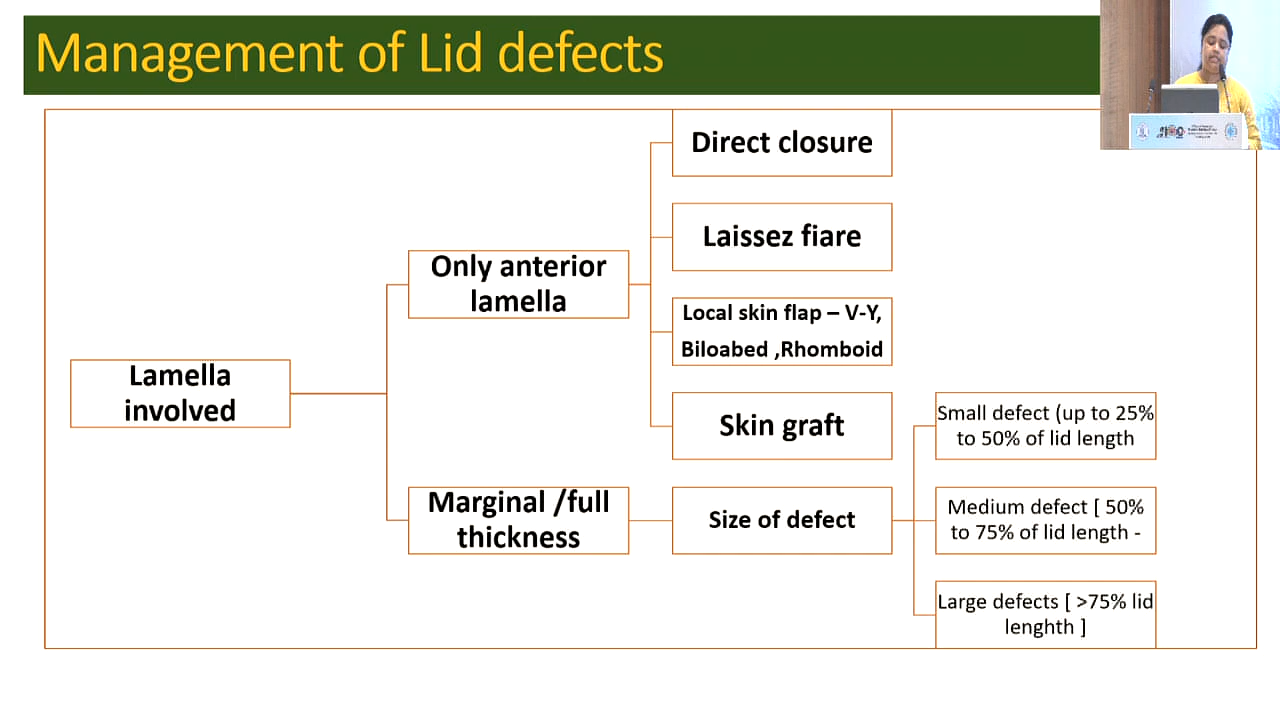 Management of Lid defects
Direct closure
Laissez fiare
Only anterior
lamella
Local skin flap – V-Y,
Biloabed ,Rhomboid
Lamella
involved
Skin graft
Small defect (up to 25%
to 50% of lid length
Marginal /full
thickness
Size of defect
Medium defect [ 50%
to 75% of lid length -
Large defects [ >75% lid
lenghth ]